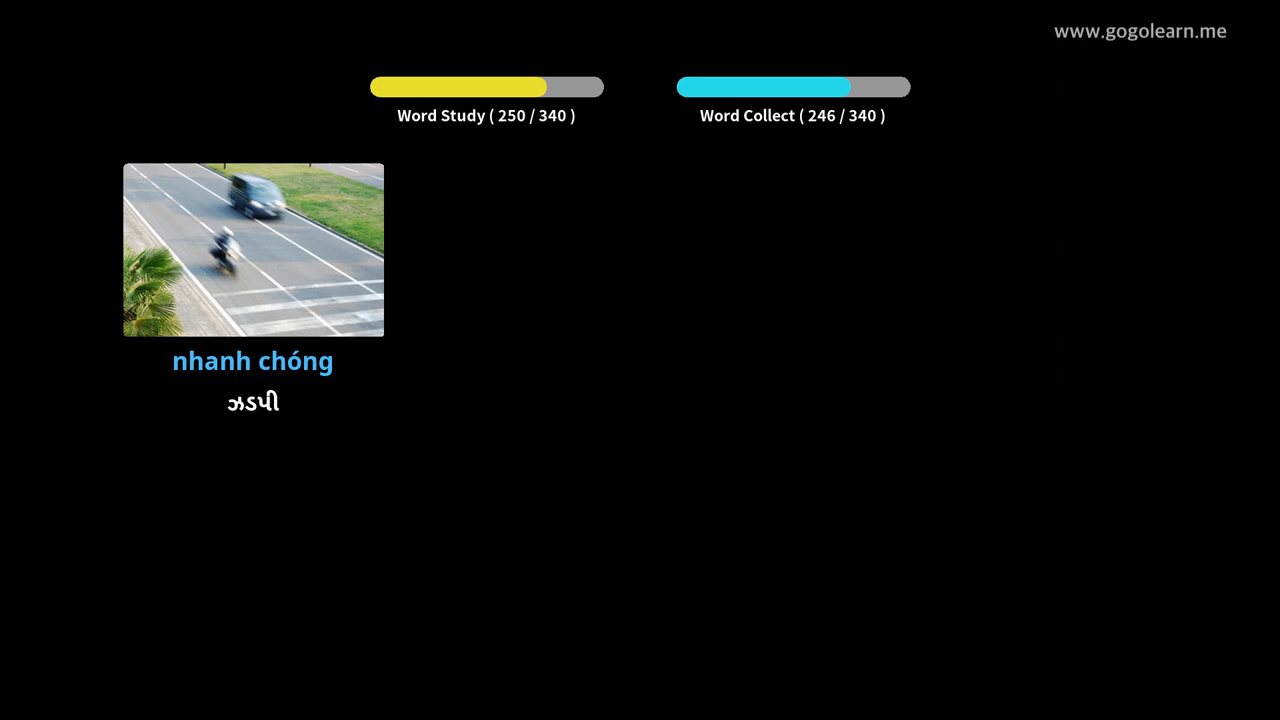 www.gogolearn.me
Word Study ( 250 / 340 )
Word Collect ( 246 / 340 )
nhanh chóng
ઝડપી